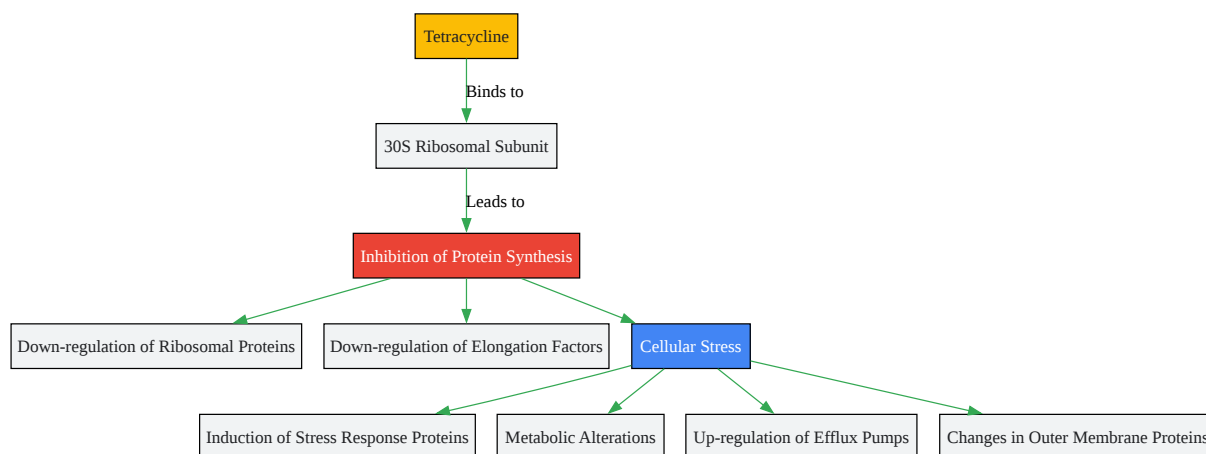 Tetracycline
Binds to
30S Ribosomal Subunit
Leads to
Inhibition of Protein Synthesis
Down-regulation of Ribosomal Proteins
Down-regulation of Elongation Factors
Cellular Stress
Induction of Stress Response Proteins
Metabolic Alterations
Up-regulation of Efflux Pumps
Changes in Outer Membrane Proteins